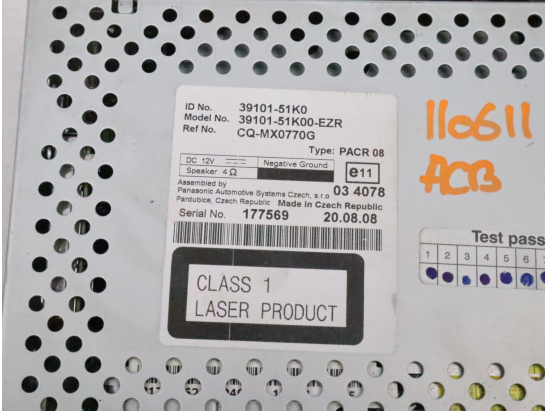 ID No. 39101-51K0
Model No. 39101-51K00-EZR
Ref No. CQ-MX0770G
Type: PACR 08
DC 12V Negative Ground
Speaker 4Ω
e11
Assembled by
03 4078
Panasonic Automotive Systems Czech, s.r.o
Pardubice, Czech Republic Made in Czech Republic
Serial No. 177569 20.08.08
CLASS 1
LASER PRODUCT
110611
ACB
Test pass
1 2 3 4 5 6 7